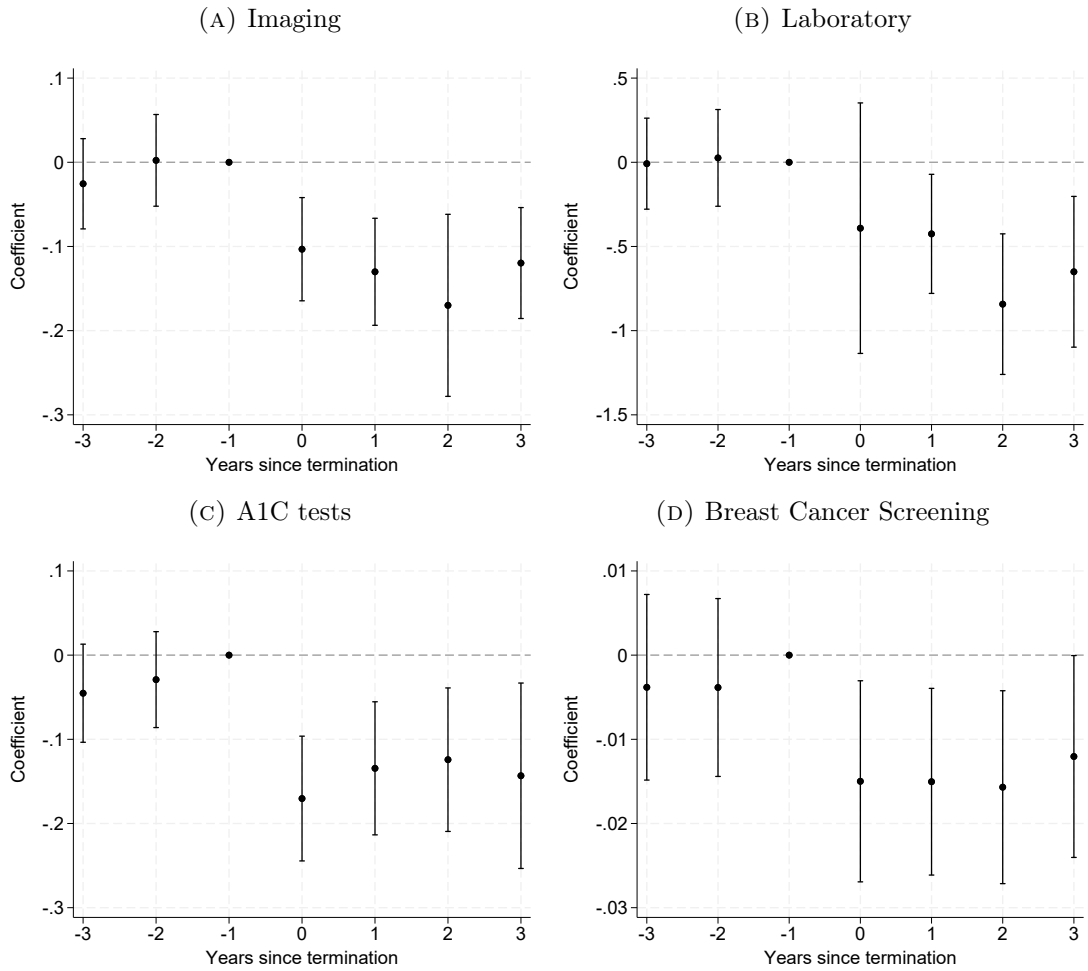 (A) Imaging
.1
0
-.1
-.2
-.3
Coefficient
-3 -2 -1 0 1 2 3
Years since termination
(B) Laboratory
.5
0
-.5
-1
-1.5
Coefficient
-3 -2 -1 0 1 2 3
Years since termination
(C) A1C tests
.1
0
-.1
-.2
-.3
Coefficient
-3 -2 -1 0 1 2 3
Years since termination
(D) Breast Cancer Screening
.01
0
-.01
-.02
-.03
Coefficient
-3 -2 -1 0 1 2 3
Years since termination